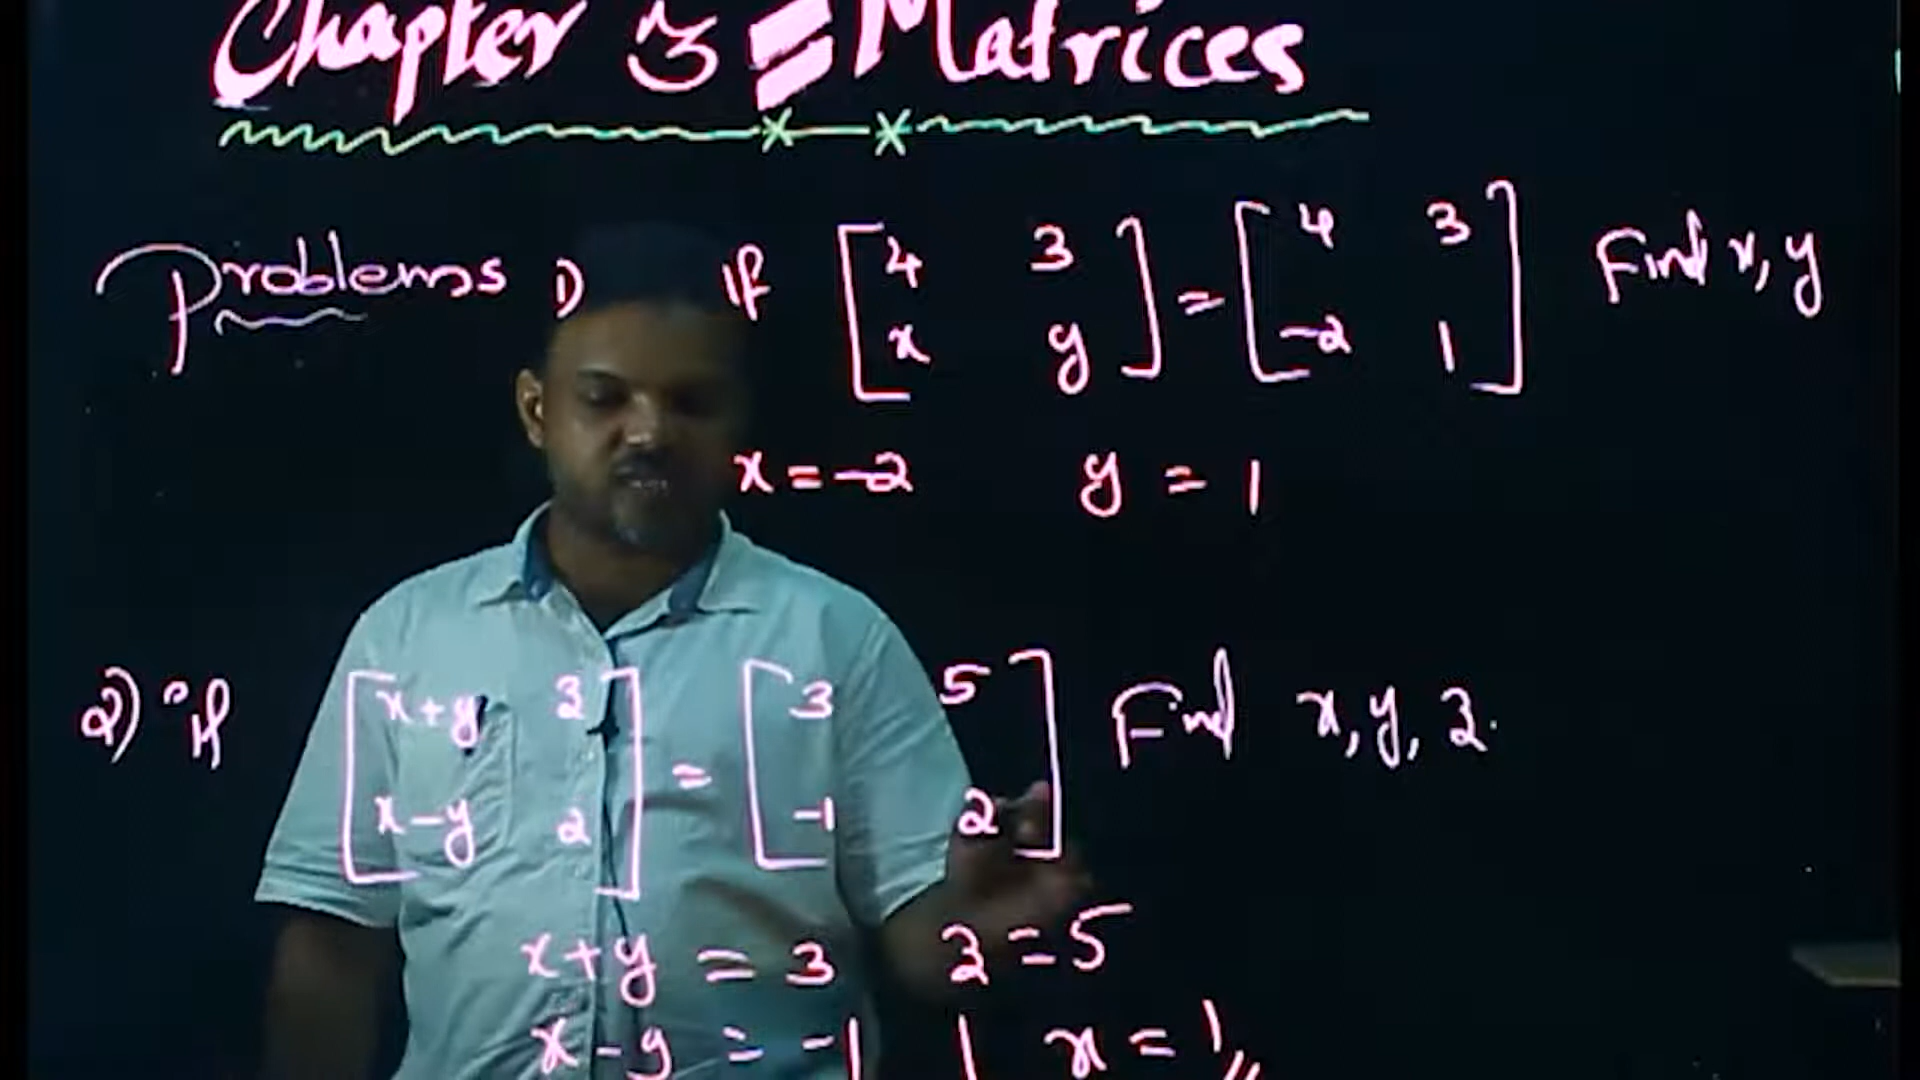 Chapter 3 = Matrices
Problems 1) If [4 3 x y] = [4 3 -2 1] Find x, y
x = -2 y = 1
2) if [x+y z x-y 2] = [3 5 -1 2] Find x, y, z.
x+y = 3 z = 5
x-y = -1 | x = 1,,